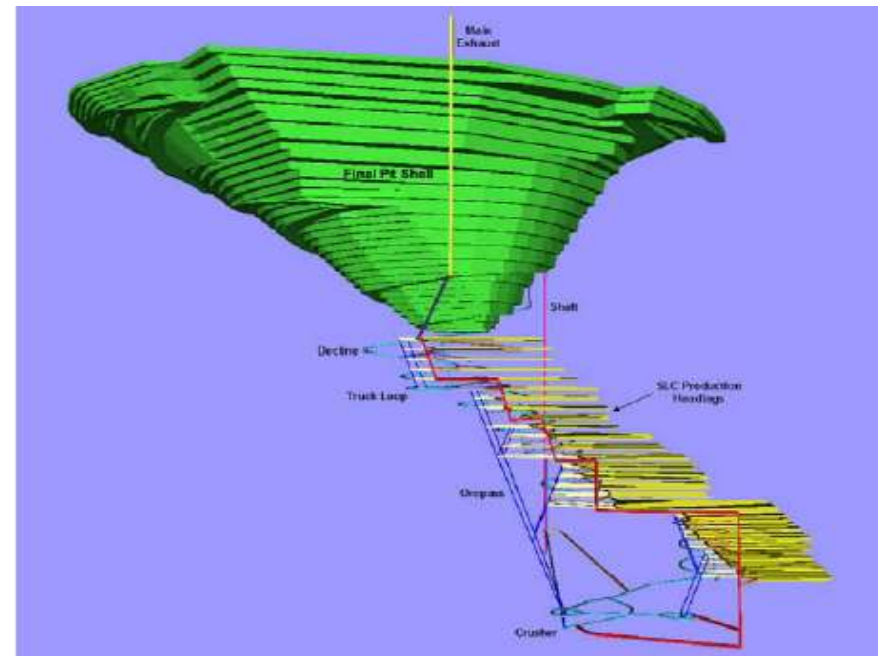 Main
Exhaust
Final Pit Shell
Shaft
Decline
SLC Production
Headings
Truck Loop
Orepass
Crusher